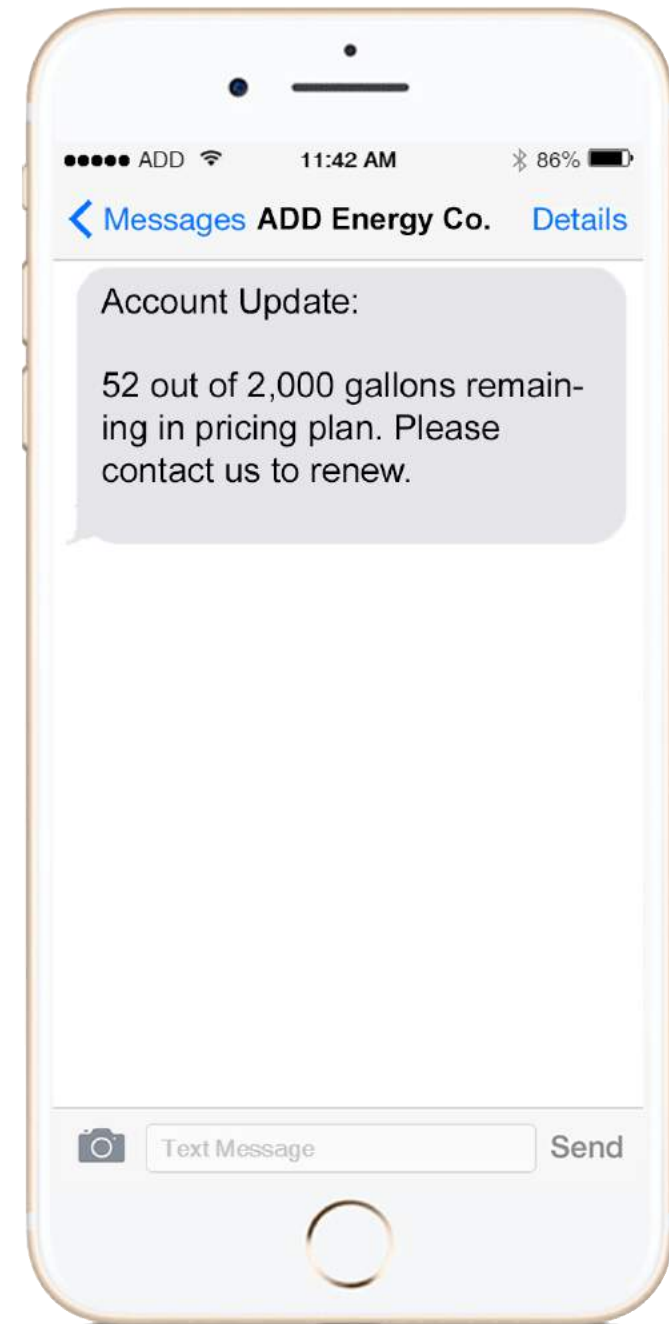 ADD 11:42 AM 86%
Messages ADD Energy Co. Details
Account Update:
52 out of 2,000 gallons remain-
ing in pricing plan. Please
contact us to renew.
Text Message Send